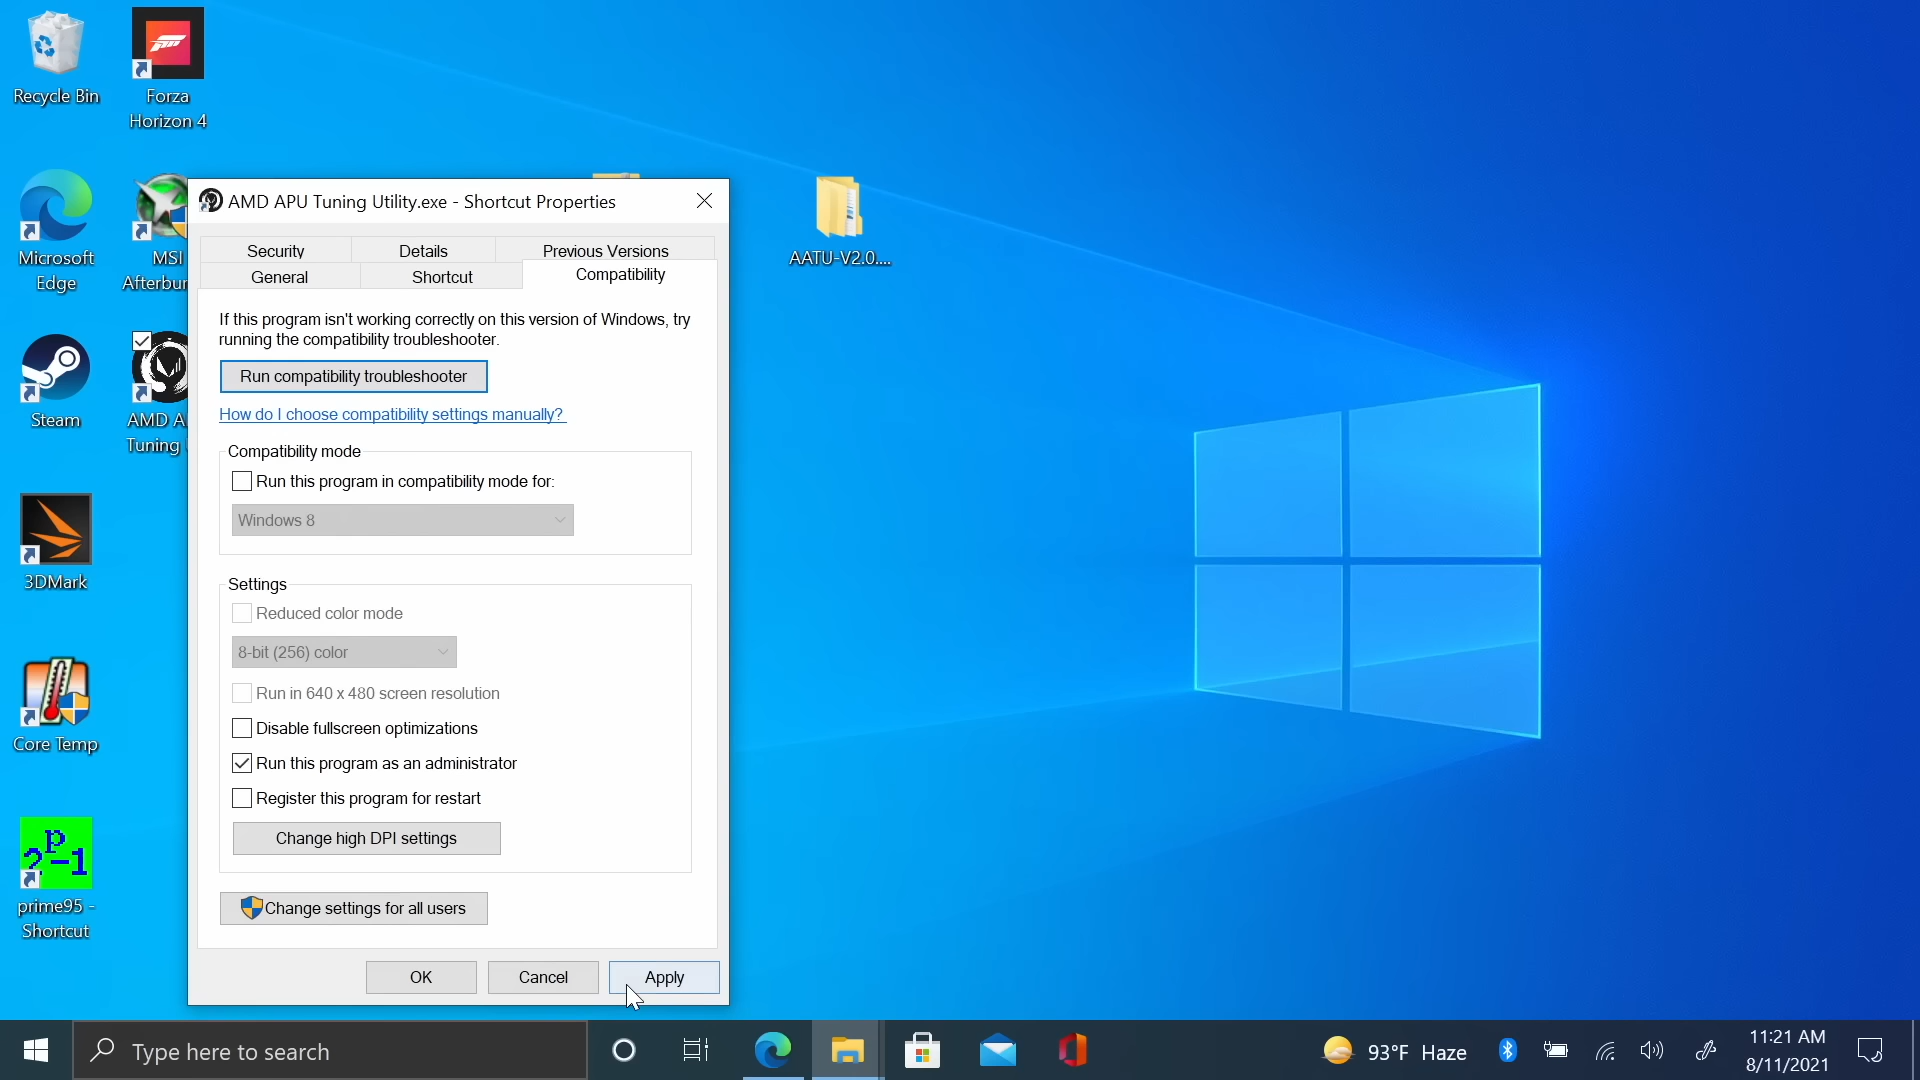 Recycle Bin
Forza
Horizon 4
Microsoft
Edge
MSI
Afterbur
Steam
AMD A
Tuning
3DMark
Core Temp
prime95 -
Shortcut
AATU-V2.0....
AMD APU Tuning Utility.exe - Shortcut Properties
Security
Details
Previous Versions
General
Shortcut
Compatibility
If this program isn't working correctly on this version of Windows, try
running the compatibility troubleshooter.
Run compatibility troubleshooter
How do I choose compatibility settings manually?
Compatibility mode
Run this program in compatibility mode for:
Windows 8
Settings
Reduced color mode
8-bit (256) color
Run in 640 x 480 screen resolution
Disable fullscreen optimizations
Run this program as an administrator
Register this program for restart
Change high DPI settings
Change settings for all users
OK
Cancel
Apply
p
2 -1
Type here to search
93°F Haze
11:21 AM
8/11/2021